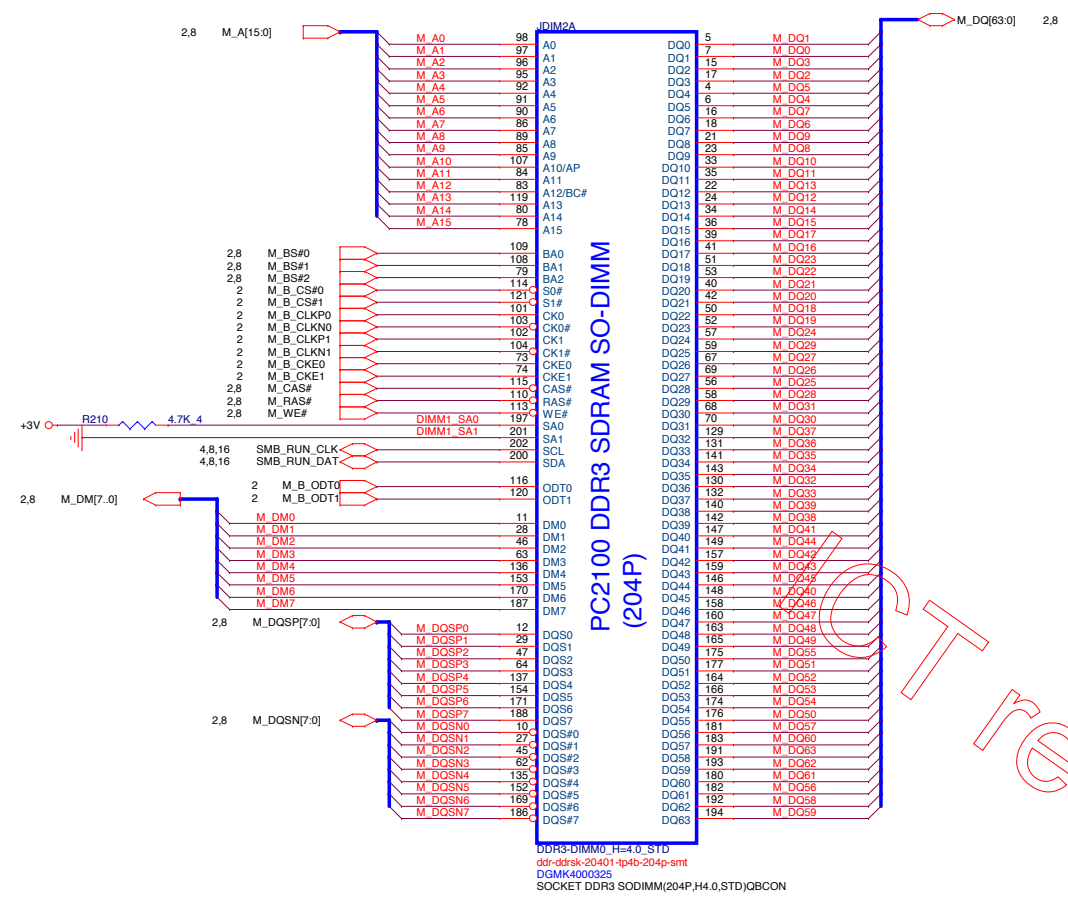 2,8 M_A[15:0] JDIM2A M_DQ[63:0] 2,8
M_A0 98 A0 DQ0 5 M_DQ1
M_A1 97 A1 DQ1 7 M_DQ0
M_A2 96 A2 DQ2 15 M_DQ3
M_A3 95 A3 DQ3 17 M_DQ2
M_A4 92 A4 DQ4 4 M_DQ5
M_A5 91 A5 DQ5 6 M_DQ4
M_A6 90 A6 DQ6 16 M_DQ7
M_A7 86 A7 DQ7 18 M_DQ6
M_A8 89 A8 DQ8 21 M_DQ9
M_A9 85 A9 DQ9 23 M_DQ8
M_A10 107 A10/AP DQ10 33 M_DQ10
M_A11 84 A11 DQ11 35 M_DQ11
M_A12 83 A12/BC# DQ12 22 M_DQ13
M_A13 119 A13 DQ13 24 M_DQ12
M_A14 80 A14 DQ14 34 M_DQ14
M_A15 78 A15 DQ15 36 M_DQ15
DQ16 39 M_DQ17
2,8 M_BS#0 109 BA0 DQ17 41 M_DQ16
2,8 M_BS#1 108 BA1 DQ18 51 M_DQ23
2,8 M_BS#2 79 BA2 DQ19 53 M_DQ22
2 M_B_CS#0 114 S0# DQ20 40 M_DQ21
2 M_B_CS#1 121 S1# DQ21 42 M_DQ20
2 M_B_CLKP0 101 CK0 DQ22 50 M_DQ18
2 M_B_CLKN0 103 CK0# DQ23 52 M_DQ19
2 M_B_CLKP1 102 CK1 DQ24 57 M_DQ24
2 M_B_CLKN1 104 CK1# DQ25 59 M_DQ29
2 M_B_CKE0 73 CKE0 DQ26 67 M_DQ27
2 M_B_CKE1 74 CKE1 DQ27 69 M_DQ26
2,8 M_CAS# 115 CAS# DQ28 56 M_DQ25
2,8 M_RAS# 110 RAS# DQ29 58 M_DQ28
2,8 M_WE# 113 WE# DQ30 68 M_DQ31
+3V R210 4.7K_4 DIMM1_SA0 197 SA0 DQ31 70 M_DQ30
DIMM1_SA1 201 SA1 DQ32 129 M_DQ37
4,8,16 SMB_RUN_CLK 202 SCL DQ33 131 M_DQ36
4,8,16 SMB_RUN_DAT 200 SDA DQ34 141 M_DQ35
DQ35 143 M_DQ34
2 M_B_ODT0 116 ODT0 DQ36 130 M_DQ32
2,8 M_DM[7..0] 2 M_B_ODT1 120 ODT1 DQ37 132 M_DQ33
DQ38 140 M_DQ39
M_DM0 11 DM0 DQ39 142 M_DQ38
M_DM1 28 DM1 DQ40 147 M_DQ41
M_DM2 46 DM2 DQ41 149 M_DQ44
M_DM3 63 DM3 DQ42 157 M_DQ42
M_DM4 136 DM4 DQ43 159 M_DQ43
M_DM5 153 DM5 DQ44 146 M_DQ45
M_DM6 170 DM6 DQ45 148 M_DQ40
M_DM7 187 DM7 DQ46 158 M_DQ46
2,8 M_DQSP[7:0] DQ47 160 M_DQ47
M_DQSP0 12 DQS0 DQ48 163 M_DQ48
M_DQSP1 29 DQS1 DQ49 165 M_DQ49
M_DQSP2 47 DQS2 DQ50 175 M_DQ55
M_DQSP3 64 DQS3 DQ51 177 M_DQ51
M_DQSP4 137 DQS4 DQ52 164 M_DQ52
M_DQSP5 154 DQS5 DQ53 166 M_DQ53
M_DQSP6 171 DQS6 DQ54 174 M_DQ54
2,8 M_DQSN[7:0] M_DQSP7 188 DQS7 DQ55 176 M_DQ50
M_DQSN0 10 DQS#0 DQ56 181 M_DQ57
M_DQSN1 27 DQS#1 DQ57 183 M_DQ60
M_DQSN2 45 DQS#2 DQ58 191 M_DQ63
M_DQSN3 62 DQS#3 DQ59 193 M_DQ62
M_DQSN4 135 DQS#4 DQ60 180 M_DQ61
M_DQSN5 152 DQS#5 DQ61 182 M_DQ56
M_DQSN6 169 DQS#6 DQ62 192 M_DQ58
M_DQSN7 186 DQS#7 DQ63 194 M_DQ59
PC2100 DDR3 SDRAM SO-DIMM
(204P)
DDR3-DIMM0_H=4.0_STD
ddr-ddrsk-20401-tp4b-204p-smt
DGMK4000325
SOCKET DDR3 SODIMM(204P,H4.0,STD)QBCON